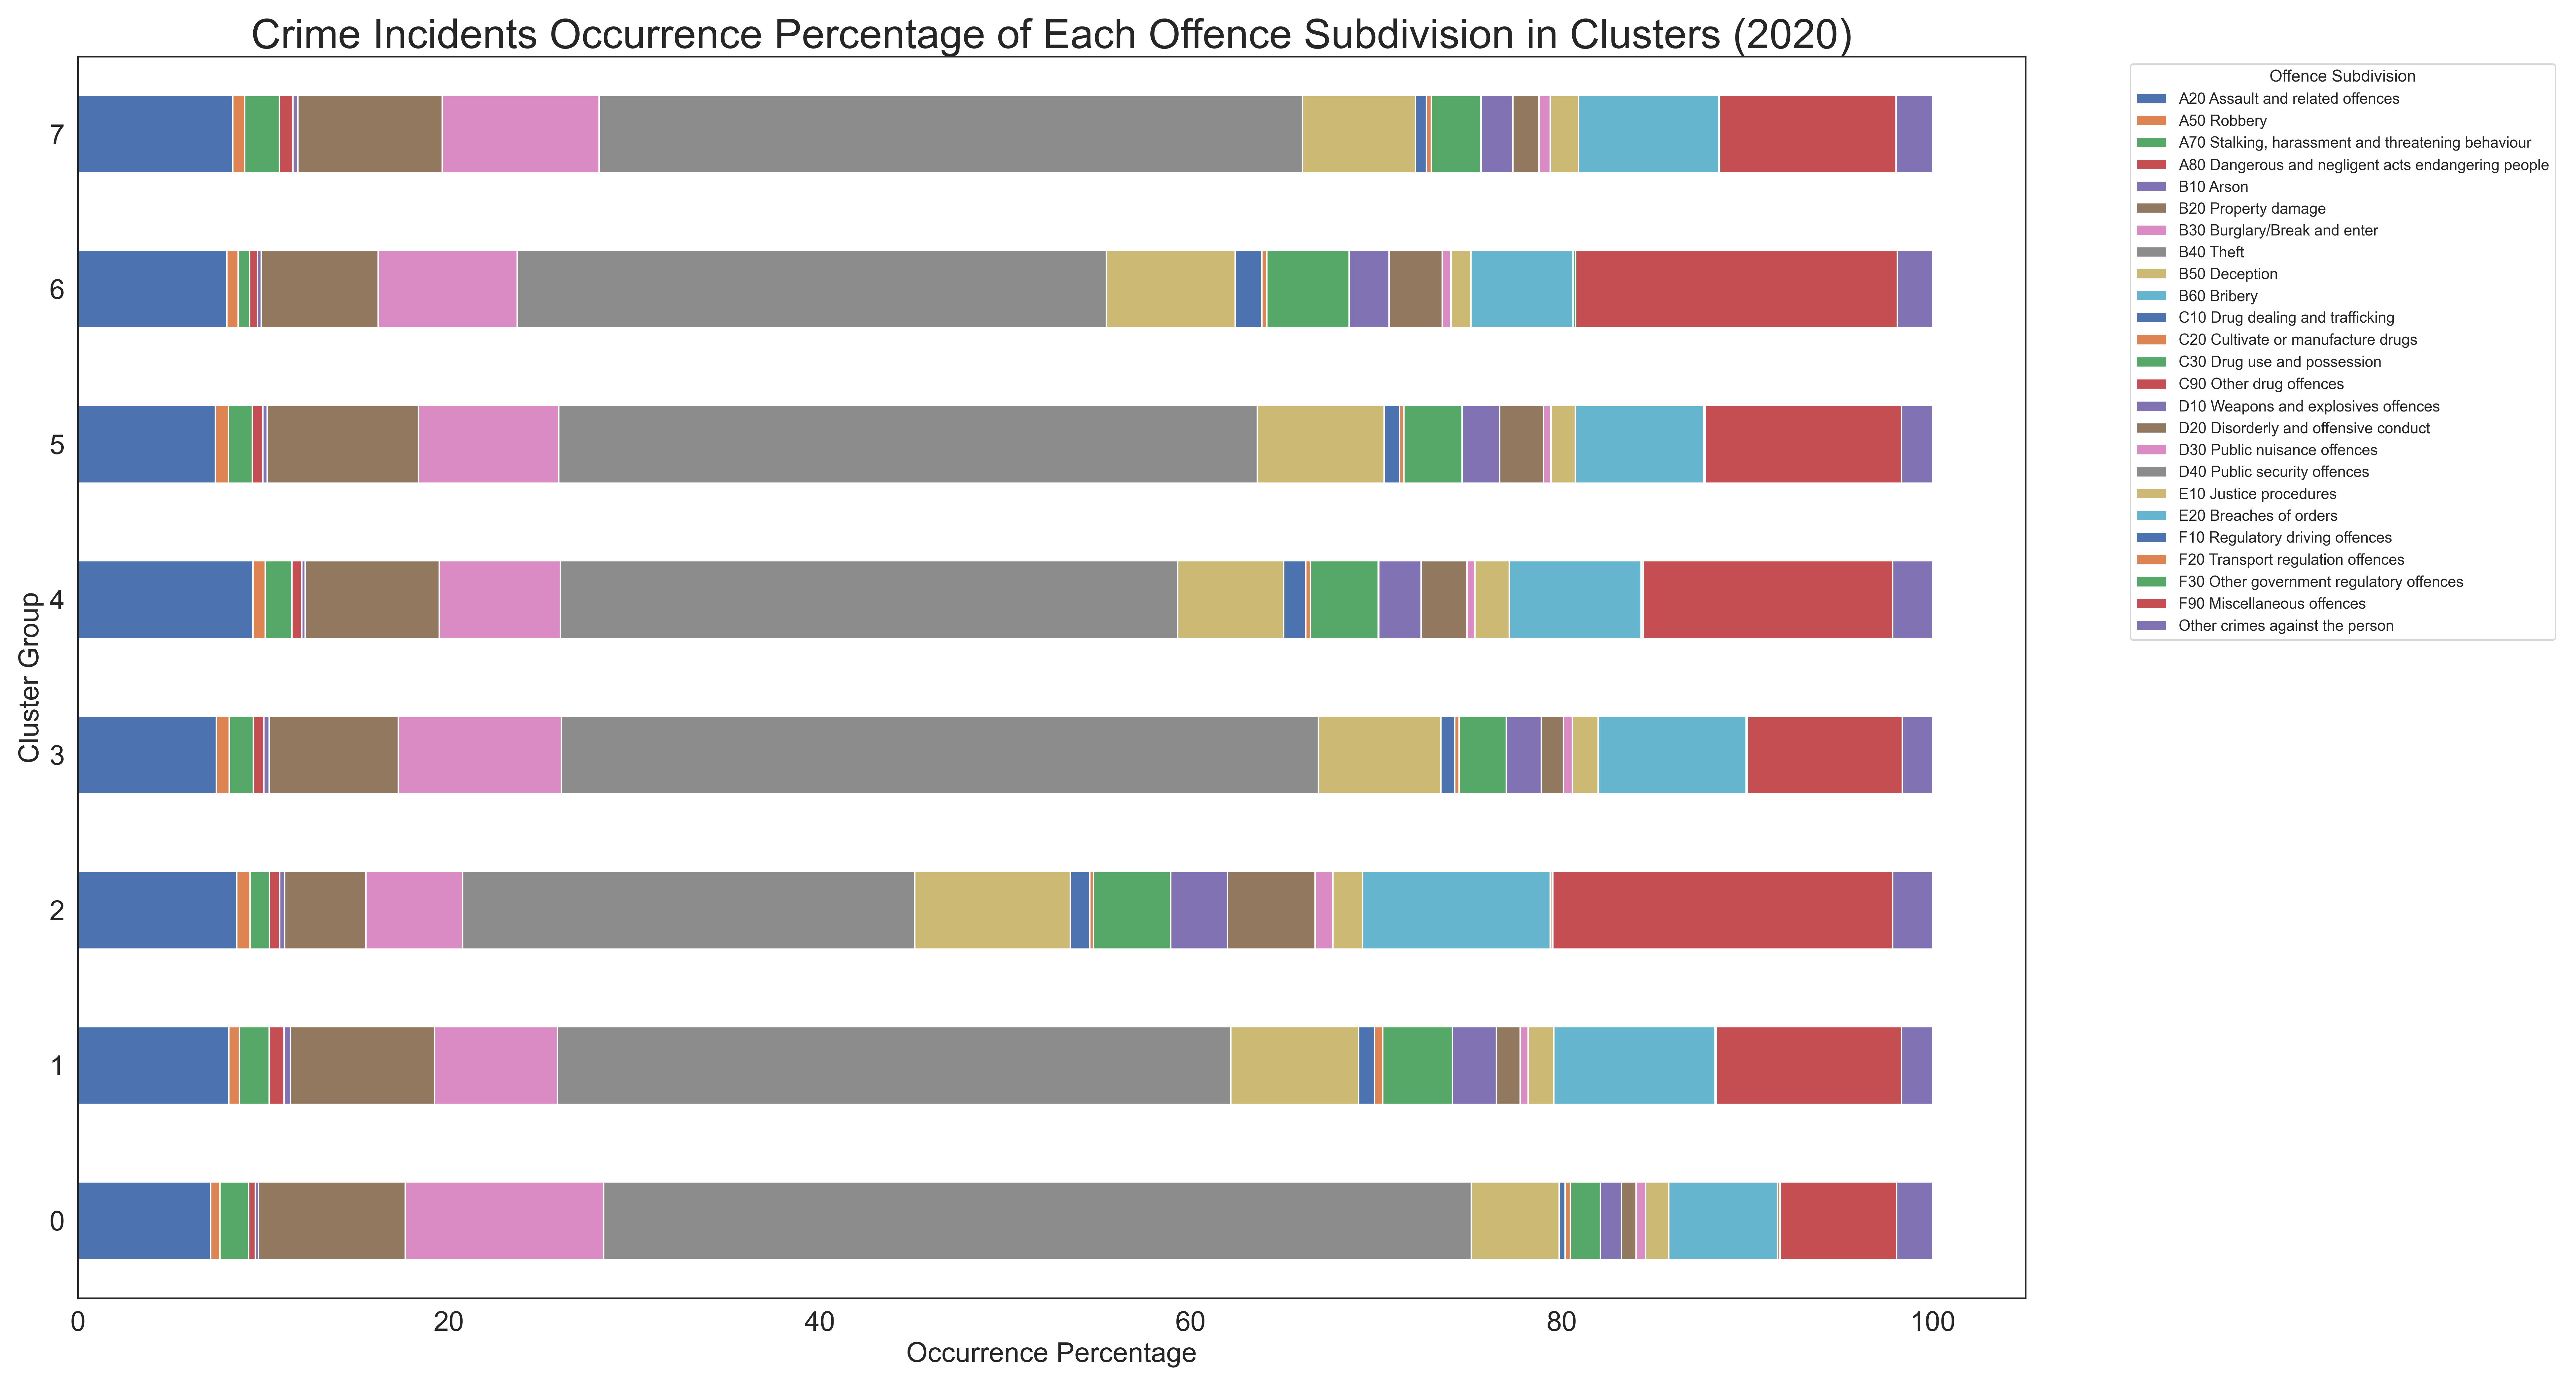 Crime Incidents Occurrence Percentage of Each Offence Subdivision in Clusters (2020)
Offence Subdivision
A20 Assault and related offences
A50 Robbery
A70 Stalking, harassment and threatening behaviour
A80 Dangerous and negligent acts endangering people
B10 Arson
B20 Property damage
B30 Burglary/Break and enter
B40 Theft
B50 Deception
B60 Bribery
C10 Drug dealing and trafficking
C20 Cultivate or manufacture drugs
C30 Drug use and possession
C90 Other drug offences
D10 Weapons and explosives offences
D20 Disorderly and offensive conduct
D30 Public nuisance offences
D40 Public security offences
E10 Justice procedures
E20 Breaches of orders
F10 Regulatory driving offences
F20 Transport regulation offences
F30 Other government regulatory offences
F90 Miscellaneous offences
Other crimes against the person
Cluster Group
7
6
5
4
3
2
1
0
0 20 40 60 80 100
Occurrence Percentage